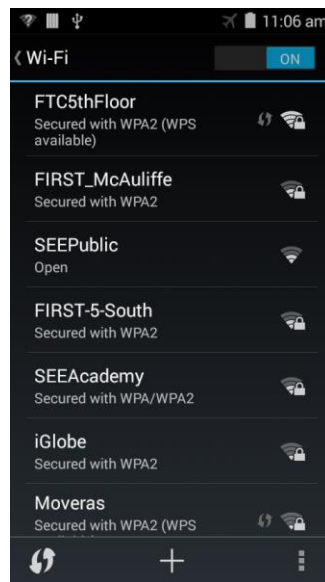 11:06 am
Wi-Fi
ON
FTC5thFloor
Secured with WPA2 (WPS
available)
FIRST_McAuliffe
Secured with WPA2
SEEPublic
Open
FIRST-5-South
Secured with WPA2
SEEAcademy
Secured with WPA/WPA2
iGlobe
Secured with WPA2
Moveras
Secured with WPA2 (WPS